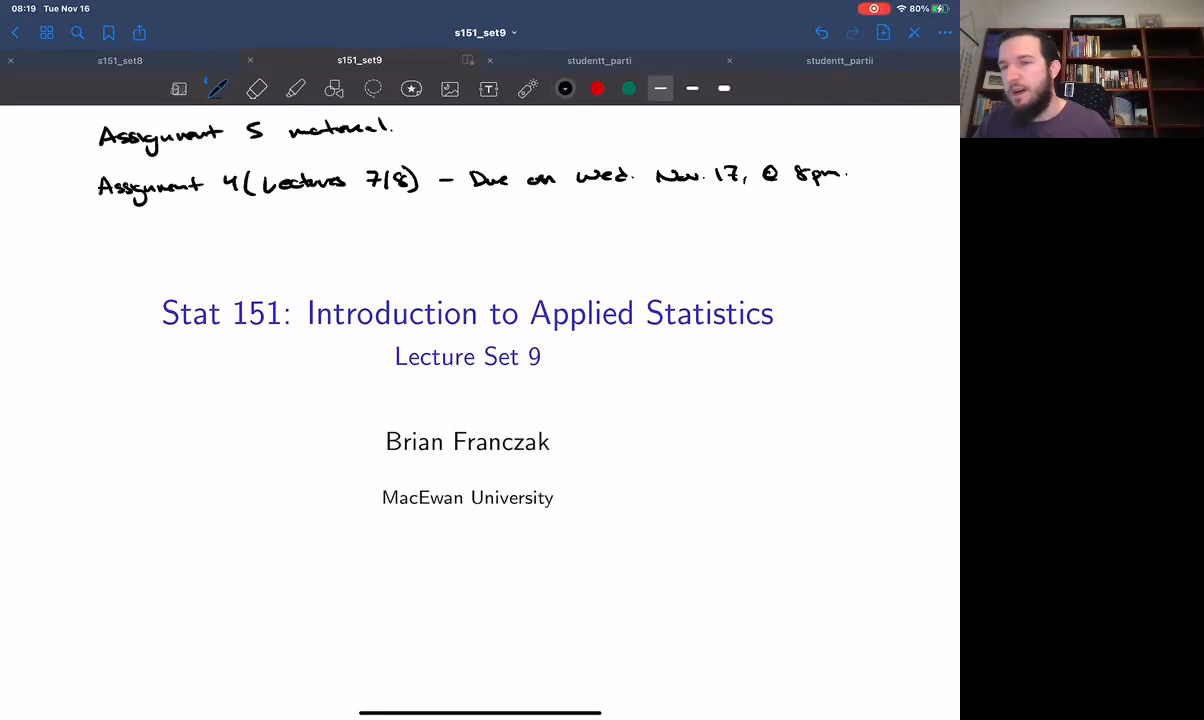 08:19 Tue Nov 16
80%
s151_set9
s151_set8
s151_set9
studentt_parti
studentt_partii
Assignment 5 material.
Assignment 4 (Lectures 7/8) - Due on Wed. Nov. 17, @ 8pm.
Stat 151: Introduction to Applied Statistics
Lecture Set 9
Brian Franczak
MacEwan University